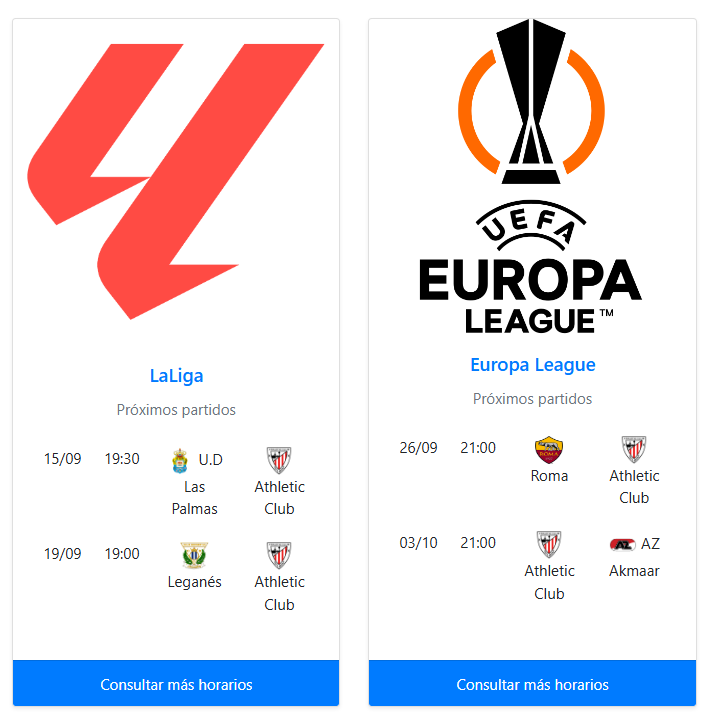 UEFA
EUROPA
LEAGUE™
LaLiga
Próximos partidos
15/09 19:30 U.D Las Palmas Athletic Club
19/09 19:00 Leganés Athletic Club
Consultar más horarios
Europa League
Próximos partidos
26/09 21:00 Roma Athletic Club
03/10 21:00 Athletic Club AZ Akmaar
Consultar más horarios